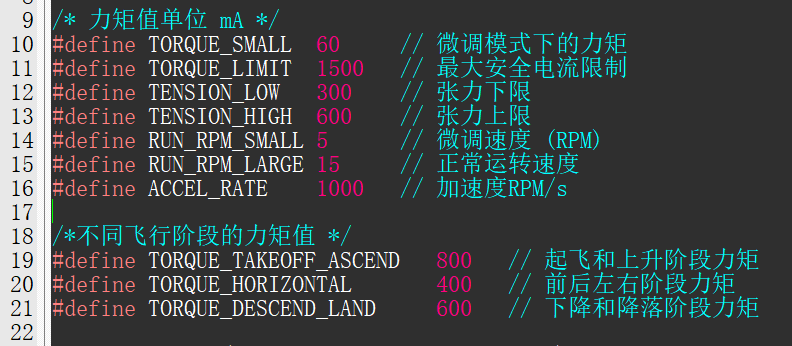 9
10 /* 力矩值单位 mA */
#define TORQUE_SMALL 60 // 微调模式下的力矩
11 #define TORQUE_LIMIT 1500 // 最大安全电流限制
12 #define TENSION_LOW 300 // 张力下限
13 #define TENSION_HIGH 600 // 张力上限
14 #define RUN_RPM_SMALL 5 // 微调速度 (RPM)
15 #define RUN_RPM_LARGE 15 // 正常运转速度
16 #define ACCEL_RATE 1000 // 加速度RPM/s
17
18 /*不同飞行阶段的力矩值 */
19 #define TORQUE_TAKEOFF_ASCEND 800 // 起飞和上升阶段力矩
20 #define TORQUE_HORIZONTAL 400 // 前后左右阶段力矩
21 #define TORQUE_DESCEND_LAND 600 // 下降和降落阶段力矩
22